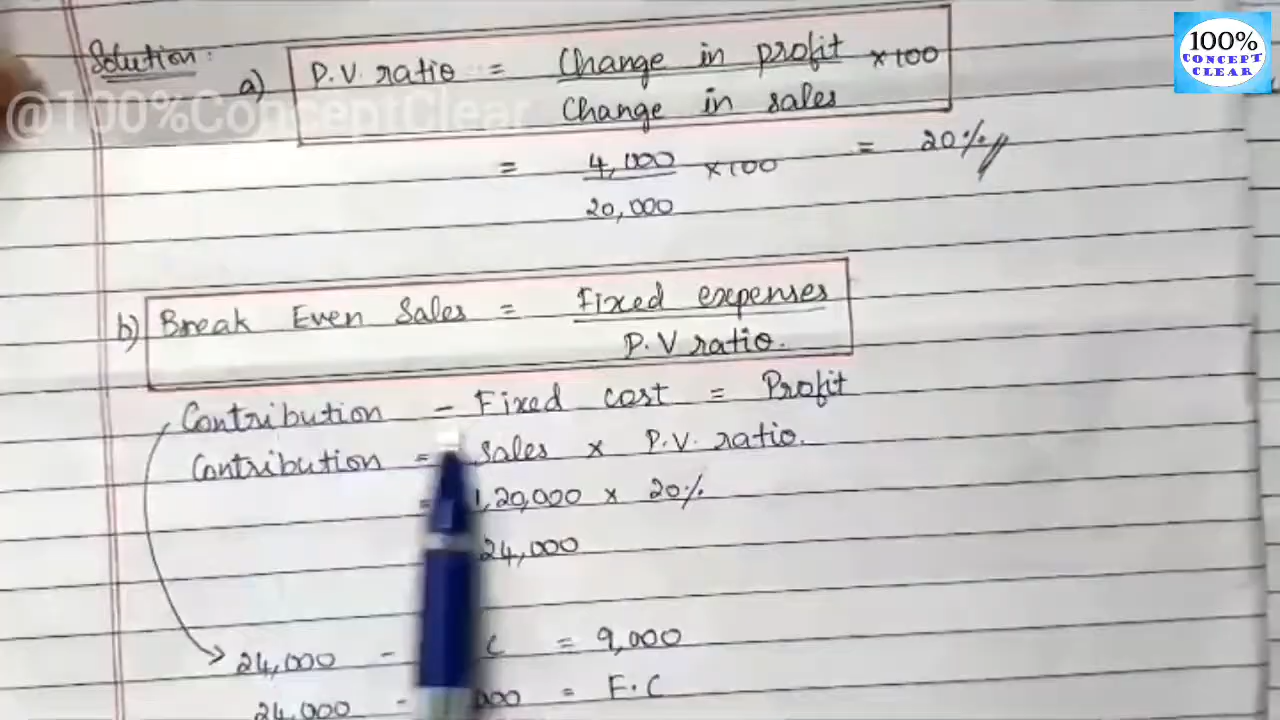 Solution:
100%
CONCEPT
CLEAR
@100%ConceptClear
a) P.V. ratio = Change in profit × 100
Change in sales
= 4,000 × 100 = 20%
20,000
b) Break Even Sales = Fixed expenses
P.V ratio.
Contribution - Fixed cost = Profit
Contribution = Sales × P.V. ratio.
= 1,20,000 × 20%
24,000
24,000 - C = 9,000
24,000 - 000 = F.C